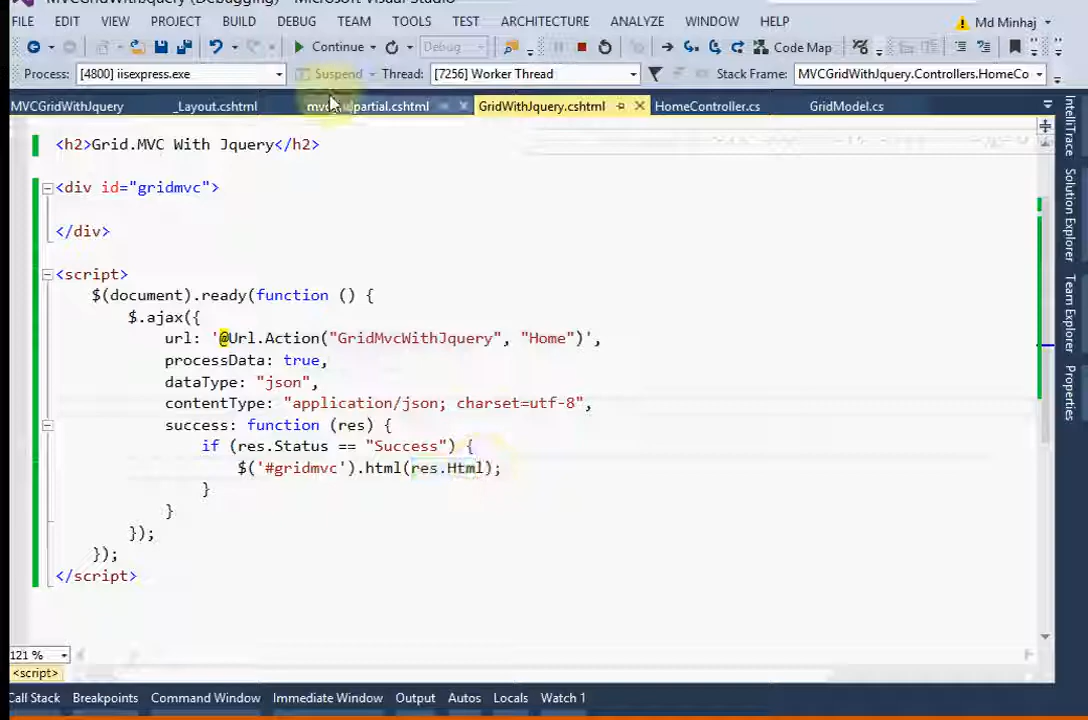 MVCGridWithJquery (Debugging) - Microsoft Visual Studio
FILE EDIT VIEW PROJECT BUILD DEBUG TEAM TOOLS TEST ARCHITECTURE ANALYZE WINDOW HELP Md Minhaj
Continue Debug Code Map
Process: [4800] iisexpress.exe Suspend Thread: [7256] Worker Thread Stack Frame: MVCGridWithJquery.Controllers.HomeCo
MVCGridWithJquery _Layout.cshtml partial.cshtml GridWithJquery.cshtml HomeController.cs GridModel.cs
<h2>Grid.MVC With Jquery</h2>
<div id="gridmvc">
</div>
<script>
$(document).ready(function () {
$.ajax({
url: '@Url.Action("GridMvcWithJquery", "Home")',
processData: true,
dataType: "json",
contentType: "application/json; charset=utf-8",
success: function (res) {
if (res.Status == "Success") {
$('#gridmvc').html(res.Html);
}
}
});
});
</script>
121 %
<script>
Call Stack Breakpoints Command Window Immediate Window Output Autos Locals Watch 1
IntelliTrace
Solution Explorer
Team Explorer
Properties